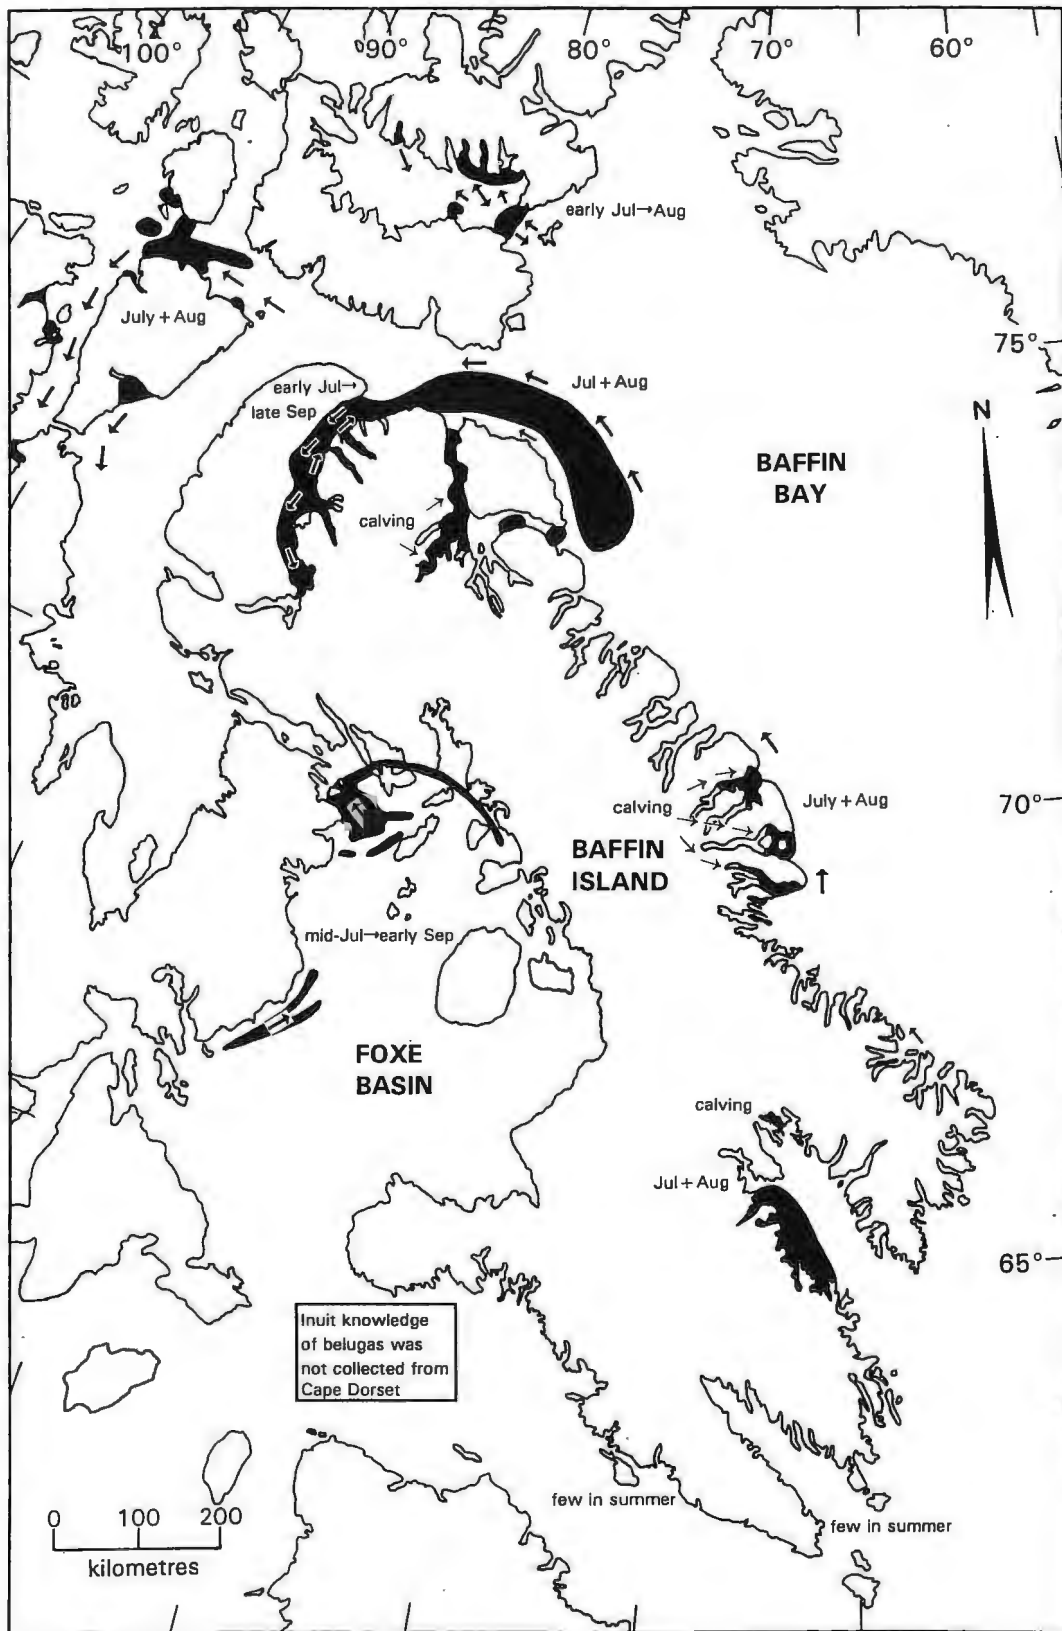 100°
90°
80°
70°
60°
early Jul→Aug
July + Aug
75°
early Jul→
late Sep
Jul + Aug
N
BAFFIN
BAY
calving
70°
July + Aug
calving
BAFFIN
ISLAND
mid-Jul→early Sep
FOXE
BASIN
calving
Jul + Aug
65°
Inuit knowledge
of belugas was
not collected from
Cape Dorset
few in summer
few in summer
0 100 200
kilometres